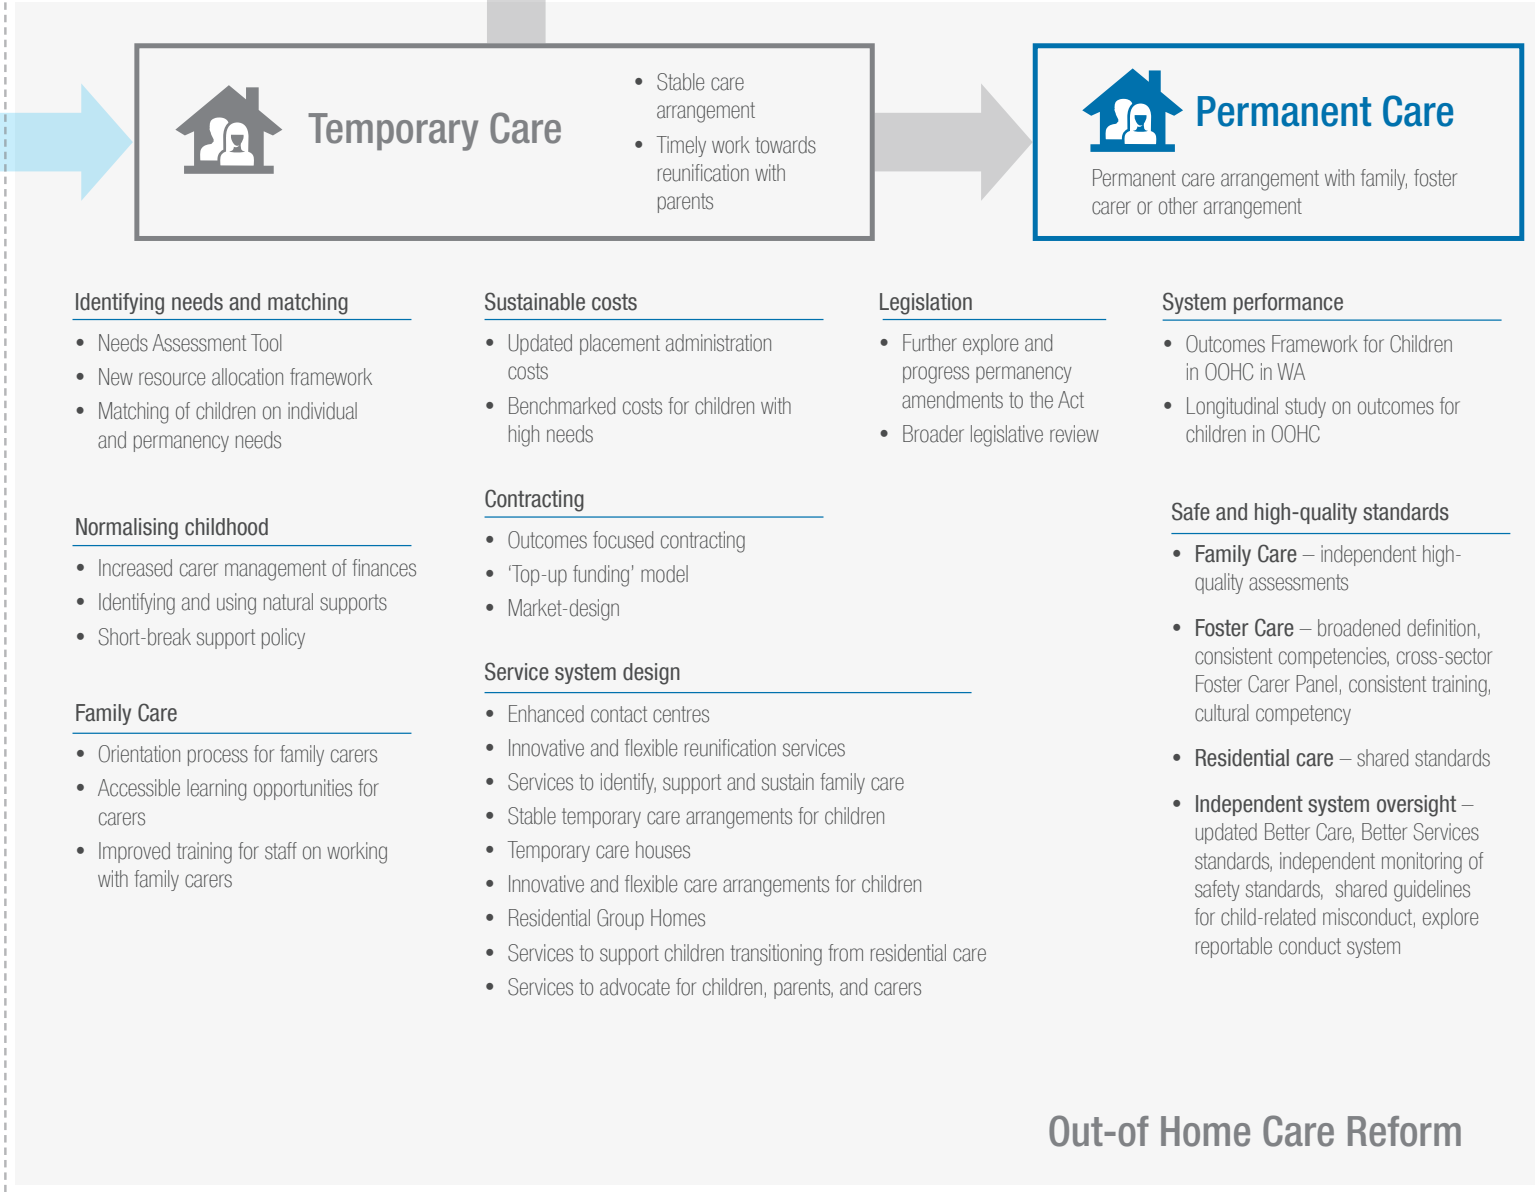 Temporary Care
• Stable care
arrangement
• Timely work towards
reunification with
parents
Permanent Care
Permanent care arrangement with family, foster
carer or other arrangement
Identifying needs and matching
• Needs Assessment Tool
• New resource allocation framework
• Matching of children on individual
and permanency needs
Normalising childhood
• Increased carer management of finances
• Identifying and using natural supports
• Short-break support policy
Family Care
• Orientation process for family carers
• Accessible learning opportunities for
carers
• Improved training for staff on working
with family carers
Sustainable costs
• Updated placement administration
costs
• Benchmarked costs for children with
high needs
Contracting
• Outcomes focused contracting
• ‘Top-up funding’ model
• Market-design
Service system design
• Enhanced contact centres
• Innovative and flexible reunification services
• Services to identify, support and sustain family care
• Stable temporary care arrangements for children
• Temporary care houses
• Innovative and flexible care arrangements for children
• Residential Group Homes
• Services to support children transitioning from residential care
• Services to advocate for children, parents, and carers
Legislation
• Further explore and
progress permanency
amendments to the Act
• Broader legislative review
System performance
• Outcomes Framework for Children
in OOHC in WA
• Longitudinal study on outcomes for
children in OOHC
Safe and high-quality standards
• Family Care – independent high-
quality assessments
• Foster Care – broadened definition,
consistent competencies, cross-sector
Foster Carer Panel, consistent training,
cultural competency
• Residential care – shared standards
• Independent system oversight –
updated Better Care, Better Services
standards, independent monitoring of
safety standards,  shared guidelines
for child-related misconduct, explore
reportable conduct system
Out-of Home Care Reform